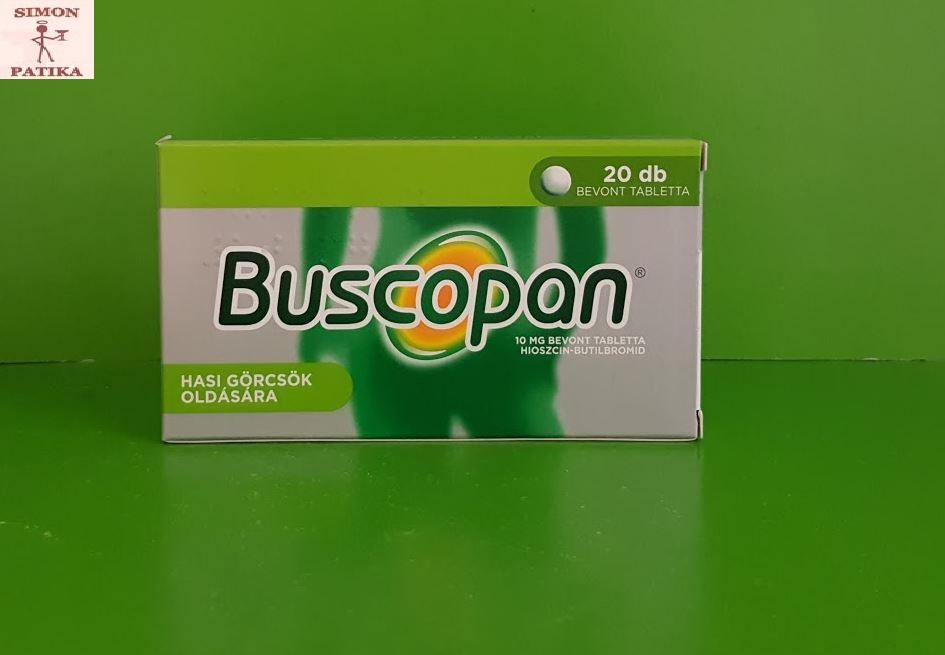 SIMON
PATIKA
20 db
BEVONT TABLETTA
Buscopan®
10 MG BEVONT TABLETTA
HIOSZCIN-BUTILBROMID
HASI GÖRCSÖK
OLDÁSÁRA